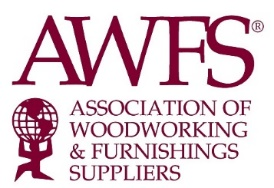 AWFS®
ASSOCIATION OF
WOODWORKING
& FURNISHINGS
SUPPLIERS